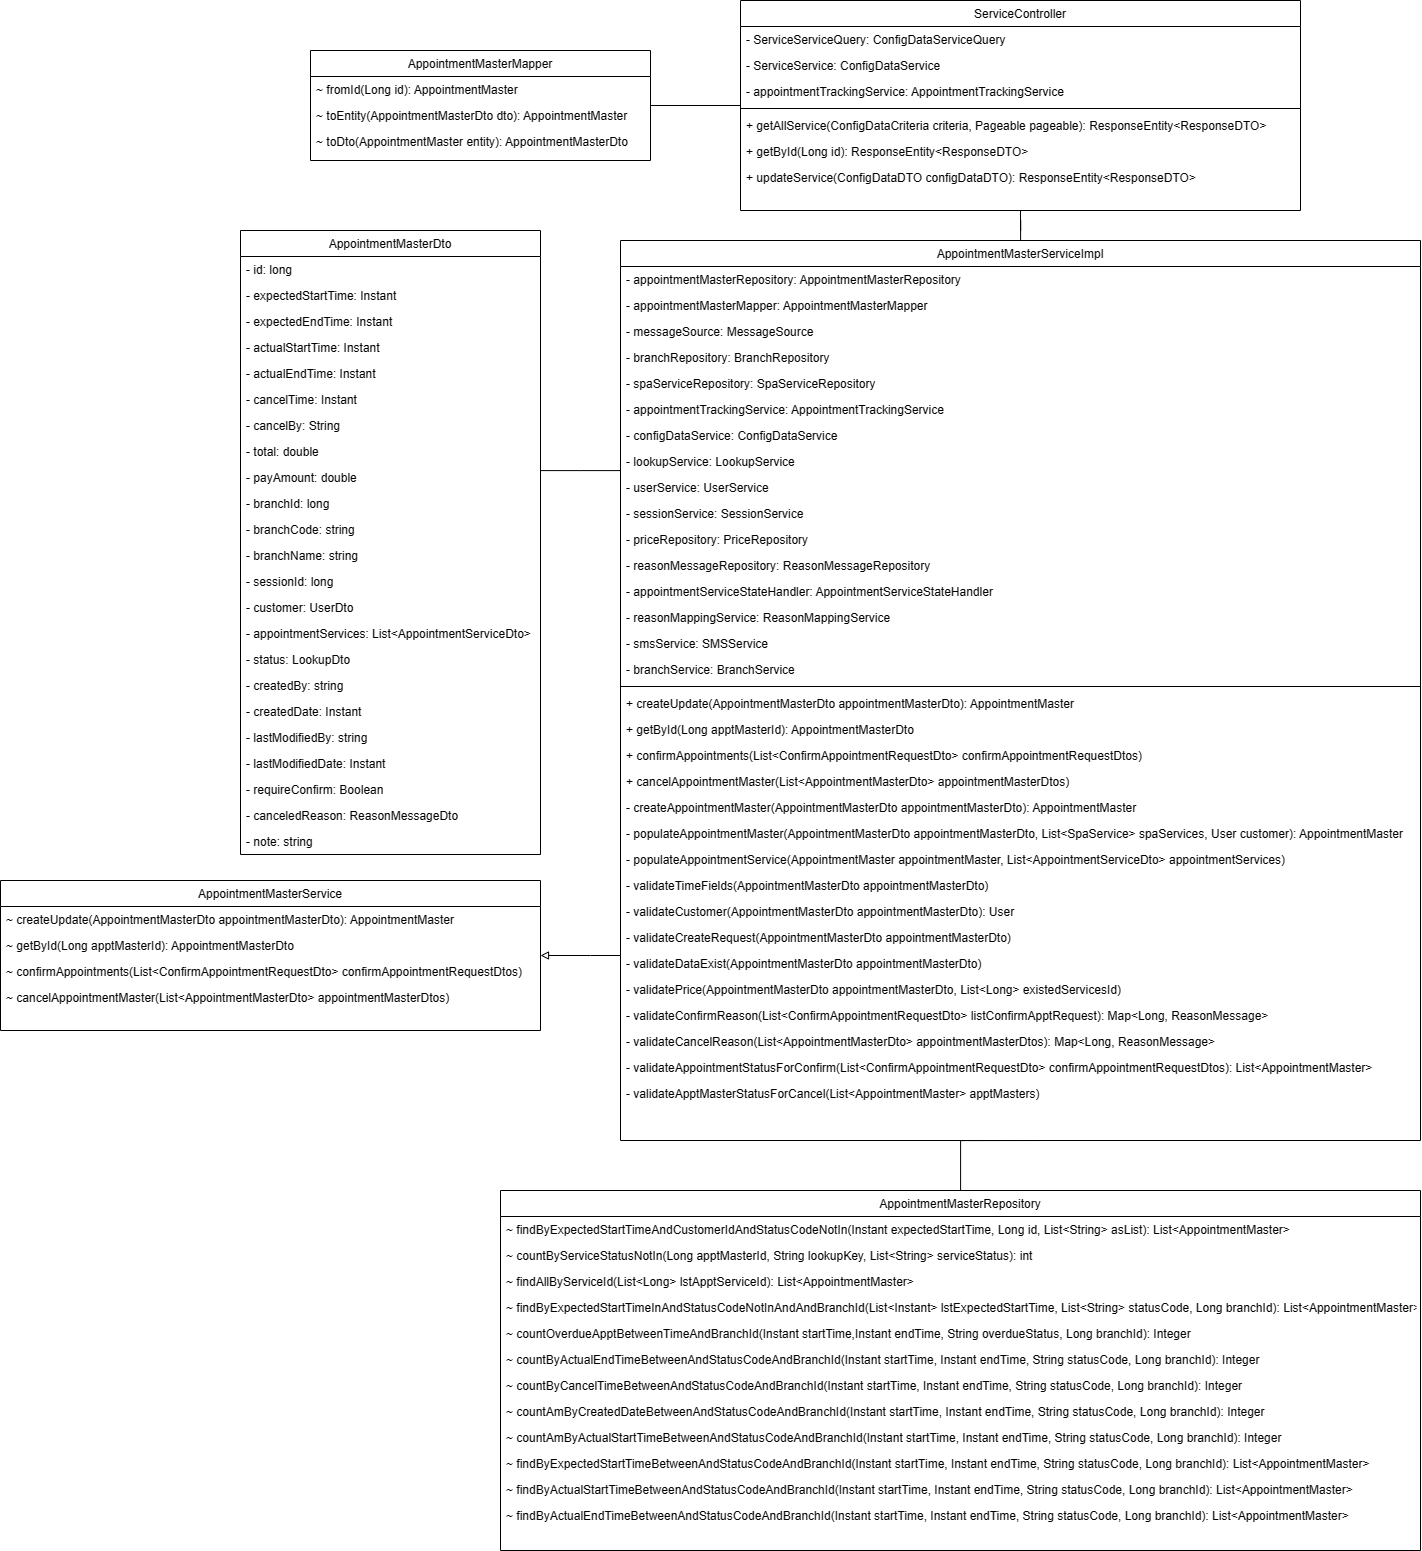 ServiceController
- ServiceServiceQuery: ConfigDataServiceQuery
- ServiceService: ConfigDataService
- appointmentTrackingService: AppointmentTrackingService
+ getAllService(ConfigDataCriteria criteria, Pageable pageable): ResponseEntity<ResponseDTO>
+ getById(Long id): ResponseEntity<ResponseDTO>
+ updateService(ConfigDataDTO configDataDTO): ResponseEntity<ResponseDTO>
AppointmentMasterMapper
~ fromId(Long id): AppointmentMaster
~ toEntity(AppointmentMasterDto dto): AppointmentMaster
~ toDto(AppointmentMaster entity): AppointmentMasterDto
AppointmentMasterDto
- id: long
- expectedStartTime: Instant
- expectedEndTime: Instant
- actualStartTime: Instant
- actualEndTime: Instant
- cancelTime: Instant
- cancelBy: String
- total: double
- payAmount: double
- branchId: long
- branchCode: string
- branchName: string
- sessionId: long
- customer: UserDto
- appointmentServices: List<AppointmentServiceDto>
- status: LookupDto
- createdBy: string
- createdDate: Instant
- lastModifiedBy: string
- lastModifiedDate: Instant
- requireConfirm: Boolean
- canceledReason: ReasonMessageDto
- note: string
AppointmentMasterServiceImpl
- appointmentMasterRepository: AppointmentMasterRepository
- appointmentMasterMapper: AppointmentMasterMapper
- messageSource: MessageSource
- branchRepository: BranchRepository
- spaServiceRepository: SpaServiceRepository
- appointmentTrackingService: AppointmentTrackingService
- configDataService: ConfigDataService
- lookupService: LookupService
- userService: UserService
- sessionService: SessionService
- priceRepository: PriceRepository
- reasonMessageRepository: ReasonMessageRepository
- appointmentServiceStateHandler: AppointmentServiceStateHandler
- reasonMappingService: ReasonMappingService
- smsService: SMSService
- branchService: BranchService
+ createUpdate(AppointmentMasterDto appointmentMasterDto): AppointmentMaster
+ getById(Long apptMasterId): AppointmentMasterDto
+ confirmAppointments(List<ConfirmAppointmentRequestDto> confirmAppointmentRequestDtos)
+ cancelAppointmentMaster(List<AppointmentMasterDto> appointmentMasterDtos)
- createAppointmentMaster(AppointmentMasterDto appointmentMasterDto): AppointmentMaster
- populateAppointmentMaster(AppointmentMasterDto appointmentMasterDto, List<SpaService> spaServices, User customer): AppointmentMaster
- populateAppointmentService(AppointmentMaster appointmentMaster, List<AppointmentServiceDto> appointmentServices)
- validateTimeFields(AppointmentMasterDto appointmentMasterDto)
- validateCustomer(AppointmentMasterDto appointmentMasterDto): User
- validateCreateRequest(AppointmentMasterDto appointmentMasterDto)
- validateDataExist(AppointmentMasterDto appointmentMasterDto)
- validatePrice(AppointmentMasterDto appointmentMasterDto, List<Long> existedServicesId)
- validateConfirmReason(List<ConfirmAppointmentRequestDto> listConfirmApptRequest): Map<Long, ReasonMessage>
- validateCancelReason(List<AppointmentMasterDto> appointmentMasterDtos): Map<Long, ReasonMessage>
- validateAppointmentStatusForConfirm(List<ConfirmAppointmentRequestDto> confirmAppointmentRequestDtos): List<AppointmentMaster>
- validateApptMasterStatusForCancel(List<AppointmentMaster> apptMasters)
AppointmentMasterService
~ createUpdate(AppointmentMasterDto appointmentMasterDto): AppointmentMaster
~ getById(Long apptMasterId): AppointmentMasterDto
~ confirmAppointments(List<ConfirmAppointmentRequestDto> confirmAppointmentRequestDtos)
~ cancelAppointmentMaster(List<AppointmentMasterDto> appointmentMasterDtos)
AppointmentMasterRepository
~ findByExpectedStartTimeAndCustomerIdAndStatusCodeNotIn(Instant expectedStartTime, Long id, List<String> asList): List<AppointmentMaster>
~ countByServiceStatusNotIn(Long apptMasterId, String lookupKey, List<String> serviceStatus): int
~ findAllByServiceId(List<Long> lstApptServiceId): List<AppointmentMaster>
~ findByExpectedStartTimeInAndStatusCodeNotInAndAndBranchId(List<Instant> lstExpectedStartTime, List<String> statusCode, Long branchId): List<AppointmentMaster>
~ countOverdueApptBetweenTimeAndBranchId(Instant startTime,Instant endTime, String overdueStatus, Long branchId): Integer
~ countByActualEndTimeBetweenAndStatusCodeAndBranchId(Instant startTime, Instant endTime, String statusCode, Long branchId): Integer
~ countByCancelTimeBetweenAndStatusCodeAndBranchId(Instant startTime, Instant endTime, String statusCode, Long branchId): Integer
~ countAmByCreatedDateBetweenAndStatusCodeAndBranchId(Instant startTime, Instant endTime, String statusCode, Long branchId): Integer
~ countAmByActualStartTimeBetweenAndStatusCodeAndBranchId(Instant startTime, Instant endTime, String statusCode, Long branchId): Integer
~ findByExpectedStartTimeBetweenAndStatusCodeAndBranchId(Instant startTime, Instant endTime, String statusCode, Long branchId): List<AppointmentMaster>
~ findByActualStartTimeBetweenAndStatusCodeAndBranchId(Instant startTime, Instant endTime, String statusCode, Long branchId): List<AppointmentMaster>
~ findByActualEndTimeBetweenAndStatusCodeAndBranchId(Instant startTime, Instant endTime, String statusCode, Long branchId): List<AppointmentMaster>